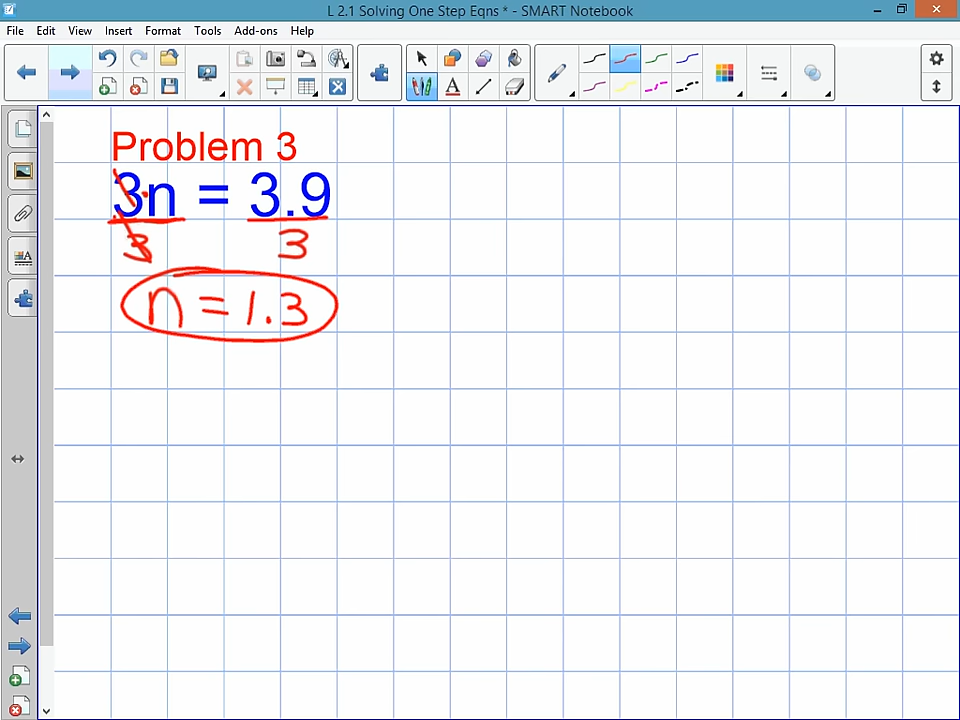 L 2.1 Solving One Step Eqns * - SMART Notebook
File Edit View Insert Format Tools Add-ons Help
Problem 3
3n = 3.9
3 3
n = 1.3